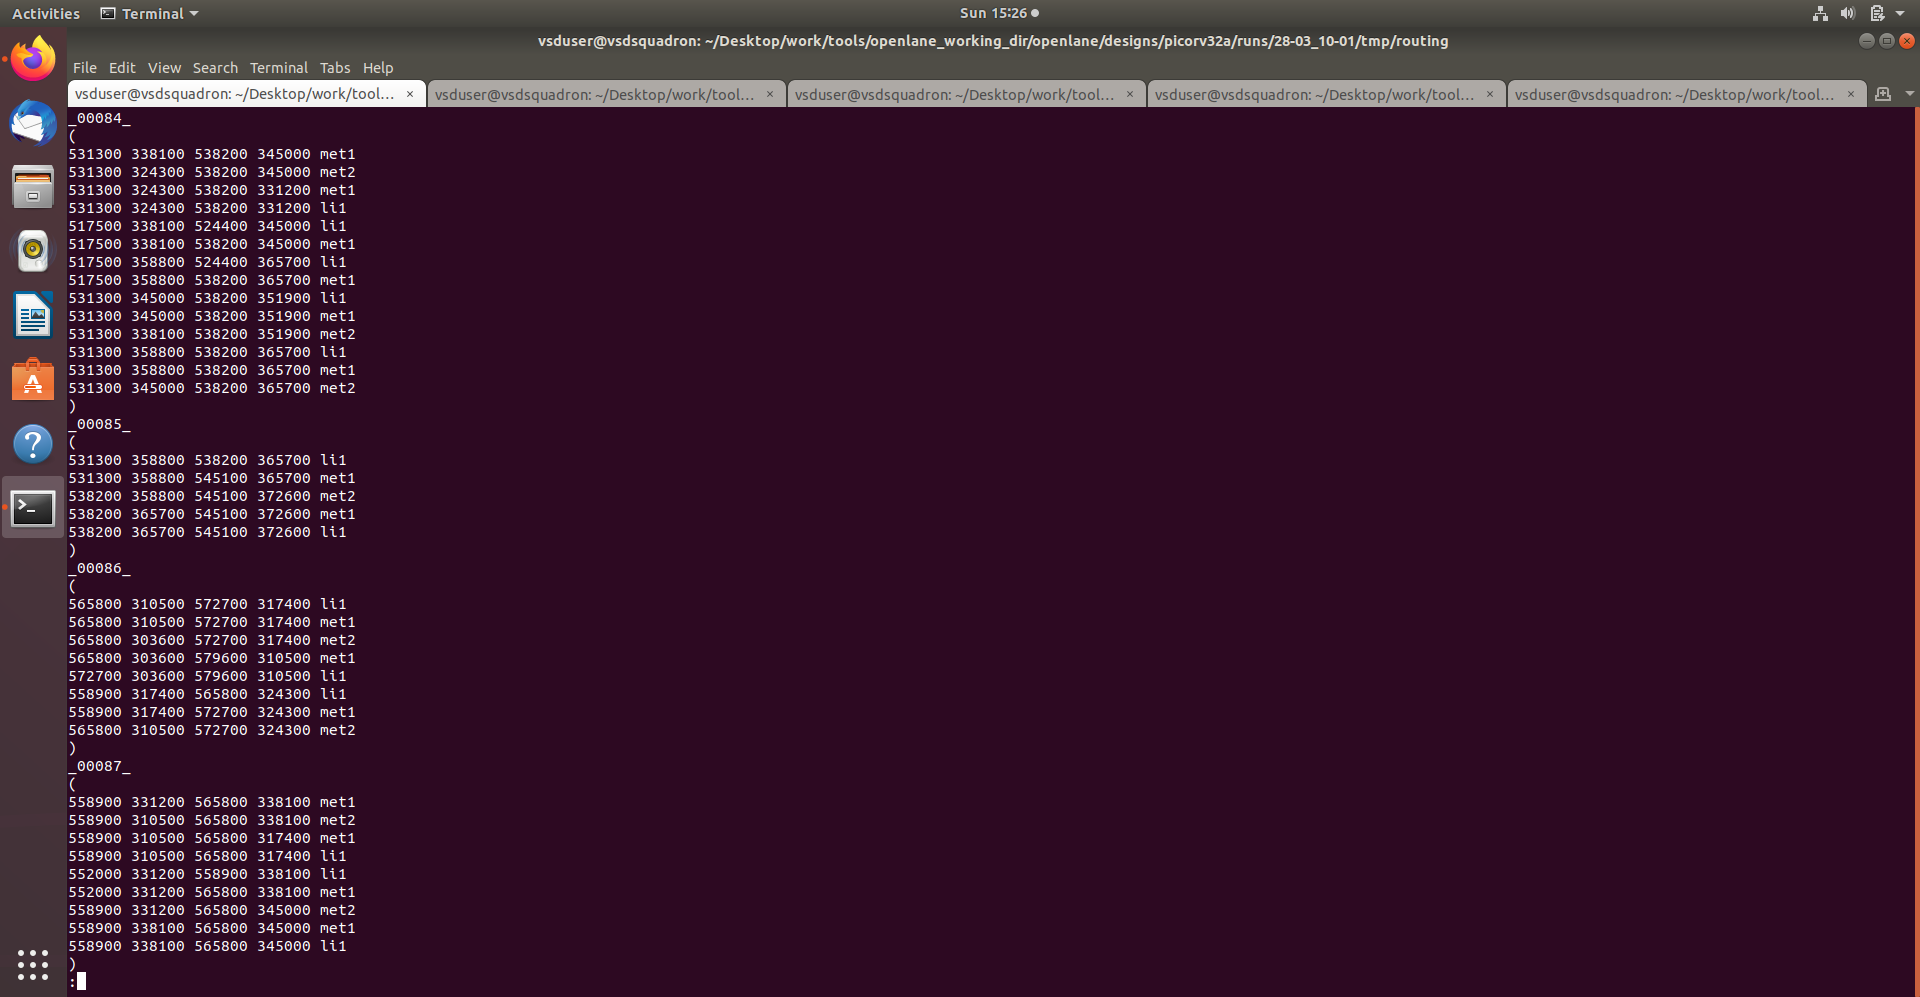 Activities Terminal Sun 15:26
vsduser@vsdsquadron: ~/Desktop/work/tools/openlane_working_dir/openlane/designs/picorv32a/runs/28-03_10-01/tmp/routing
File Edit View Search Terminal Tabs Help
vsduser@vsdsquadron: ~/Desktop/work/tool... × vsduser@vsdsquadron: ~/Desktop/work/tool... × vsduser@vsdsquadron: ~/Desktop/work/tool... × vsduser@vsdsquadron: ~/Desktop/work/tool... × vsduser@vsdsquadron: ~/Desktop/work/tool... ×
_00084_
(
531300 338100 538200 345000 met1
531300 324300 538200 345000 met2
531300 324300 538200 331200 met1
531300 324300 538200 331200 li1
517500 338100 524400 345000 li1
517500 338100 538200 345000 met1
517500 358800 524400 365700 li1
517500 358800 538200 365700 met1
531300 345000 538200 351900 li1
531300 345000 538200 351900 met1
531300 338100 538200 351900 met2
531300 358800 538200 365700 li1
531300 358800 538200 365700 met1
531300 345000 538200 365700 met2
)
_00085_
(
531300 358800 538200 365700 li1
531300 358800 545100 365700 met1
538200 358800 545100 372600 met2
538200 365700 545100 372600 met1
538200 365700 545100 372600 li1
)
_00086_
(
565800 310500 572700 317400 li1
565800 310500 572700 317400 met1
565800 303600 572700 317400 met2
565800 303600 579600 310500 met1
572700 303600 579600 310500 li1
558900 317400 565800 324300 li1
558900 317400 572700 324300 met1
565800 310500 572700 324300 met2
)
_00087_
(
558900 331200 565800 338100 met1
558900 310500 565800 338100 met2
558900 310500 565800 317400 met1
558900 310500 565800 317400 li1
552000 331200 558900 338100 li1
552000 331200 565800 338100 met1
558900 331200 565800 345000 met2
558900 338100 565800 345000 met1
558900 338100 565800 345000 li1
)
: